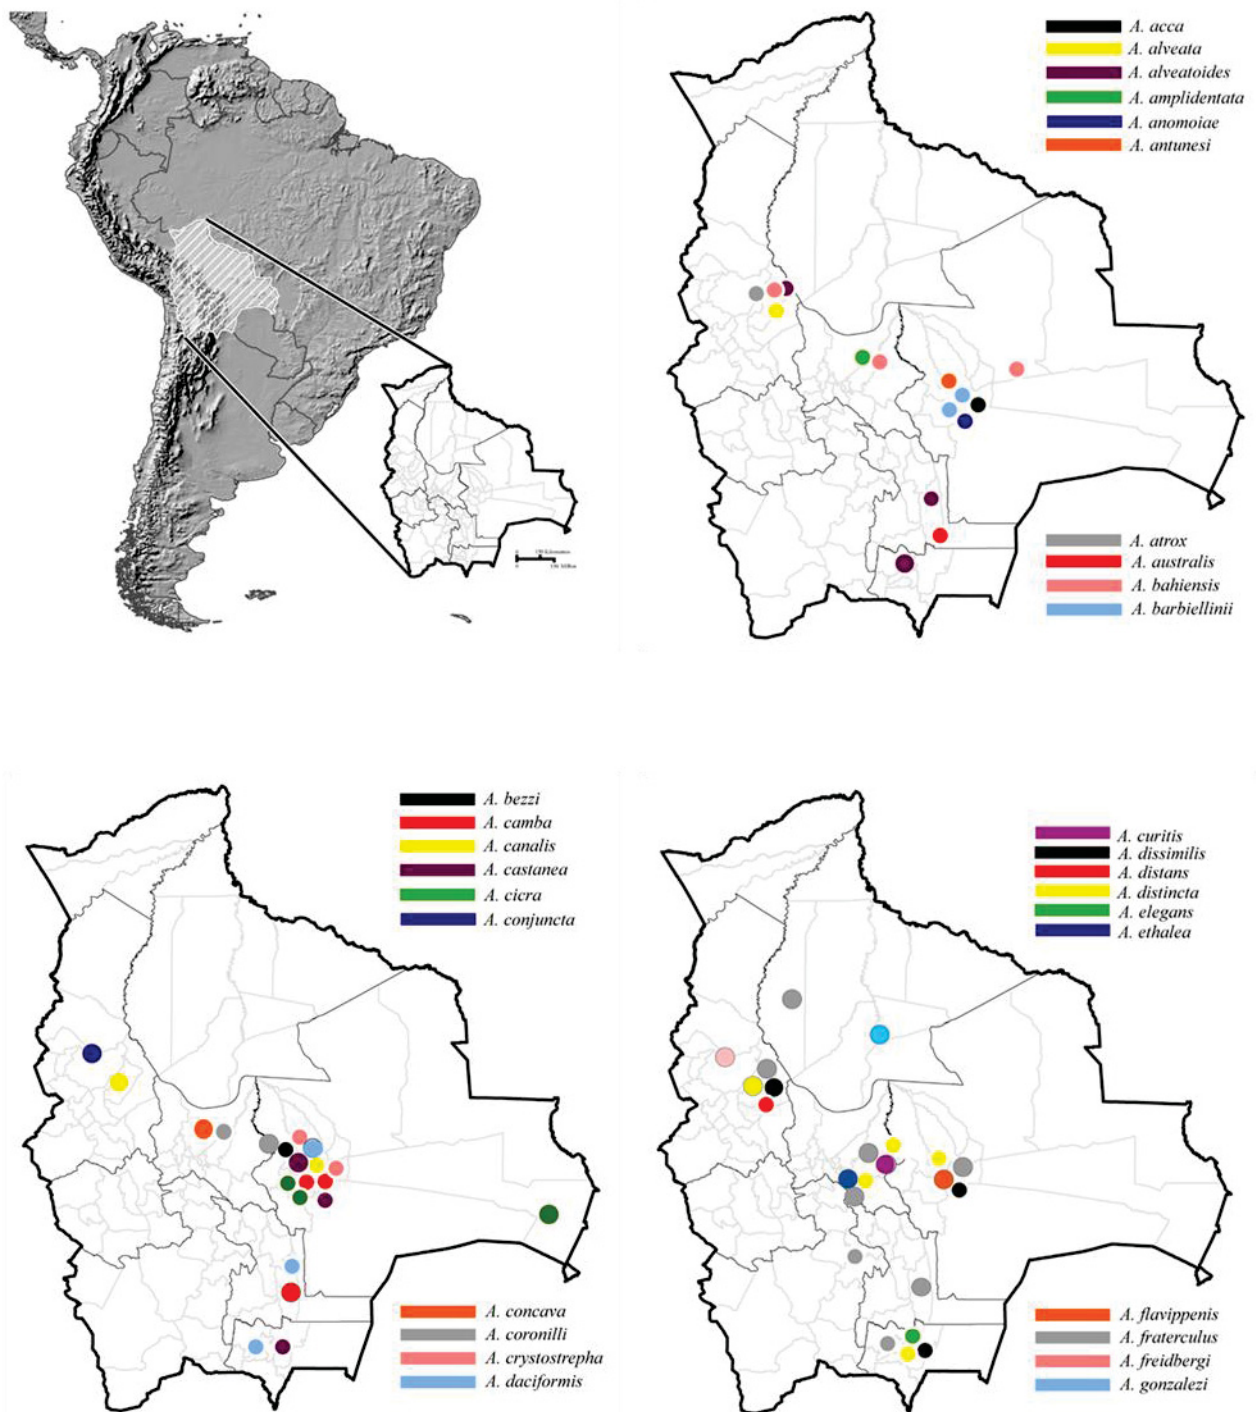 A. acca
A. alveata
A. alveatoides
A. amplidentata
A. anomoiae
A. antunesi
A. atrox
A. australis
A. bahiensis
A. barbiellinii
A. bezzi
A. camba
A. canalis
A. castanea
A. cicra
A. conjuncta
A. concava
A. coronilli
A. crystostrepha
A. daciformis
A. curitis
A. dissimilis
A. distans
A. distincta
A. elegans
A. ethalea
A. flavippenis
A. fraterculus
A. freidbergi
A. gonzalezi